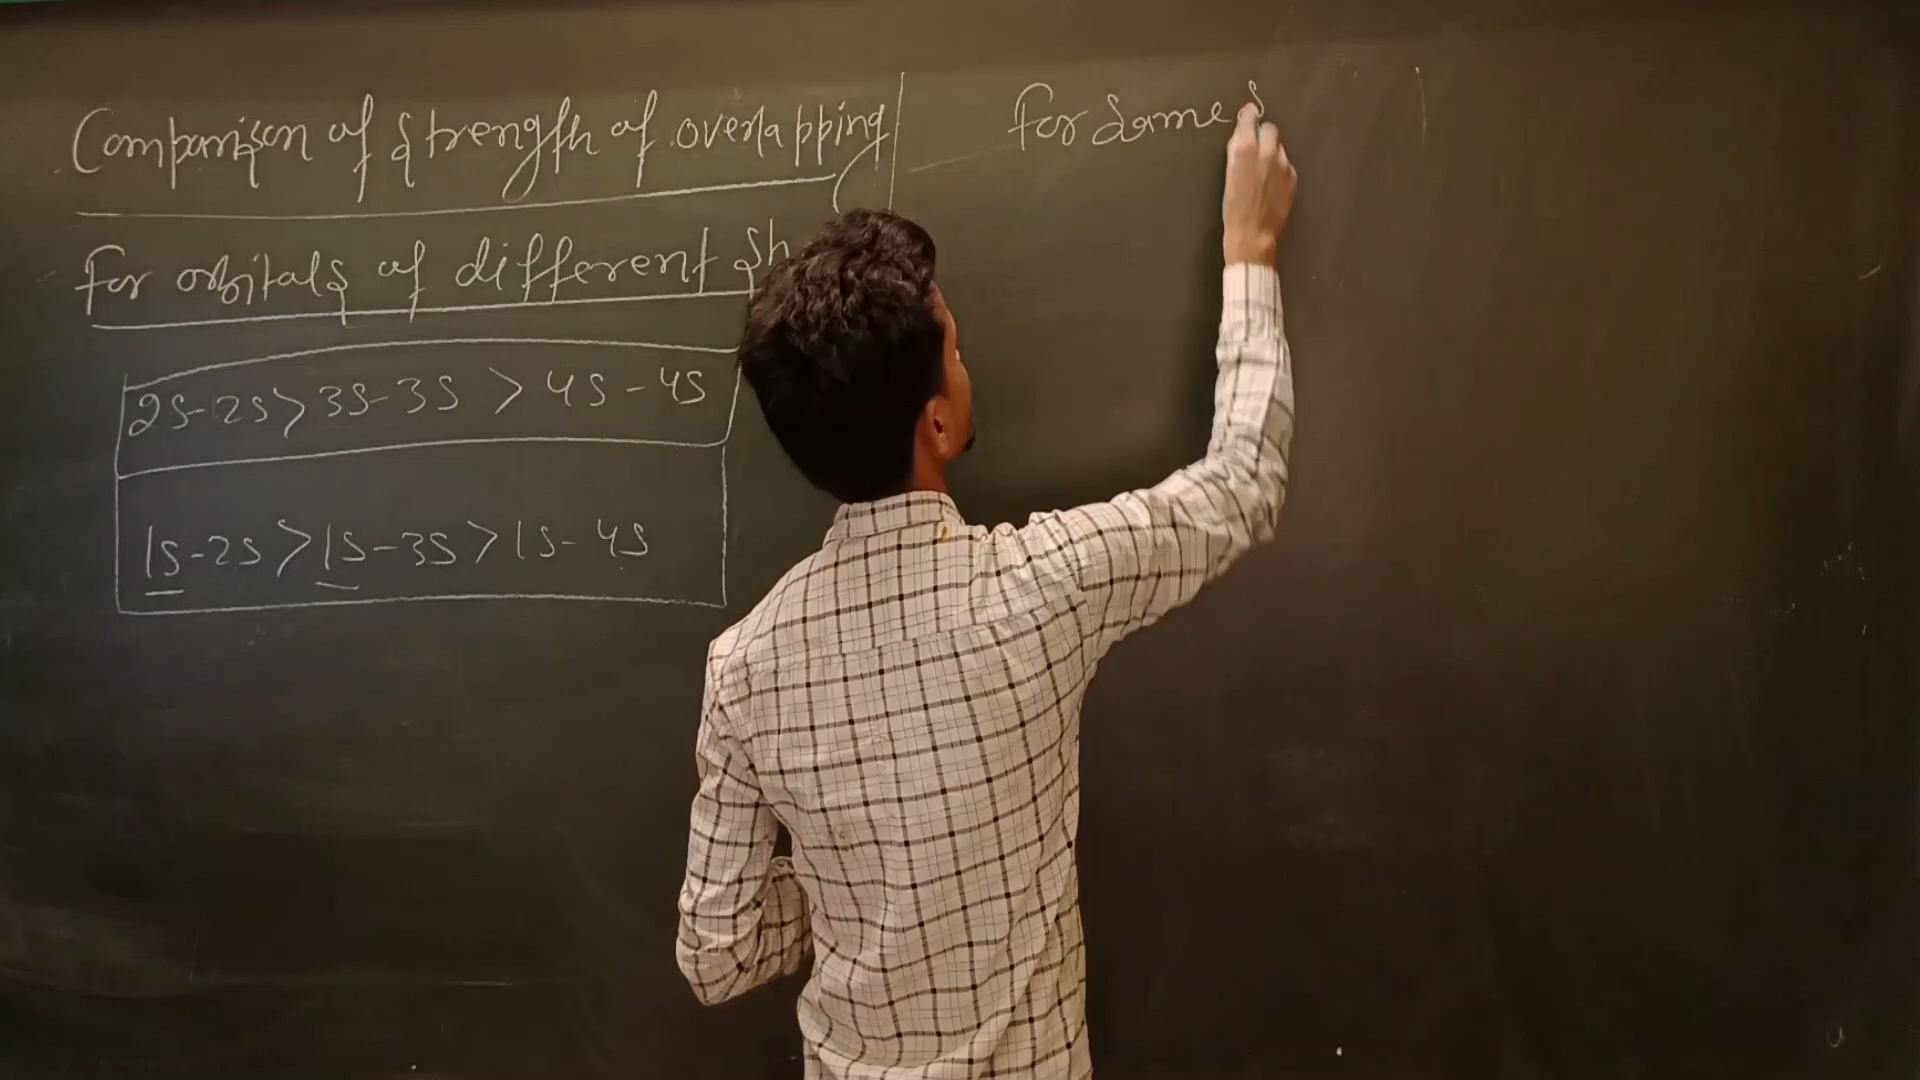 Comparison of strength of overlapping
For orbitals of different Sh
2S-2S > 3S-3S > 4S-4S
1S-2S > 1S-3S > 1S-4S
For same s